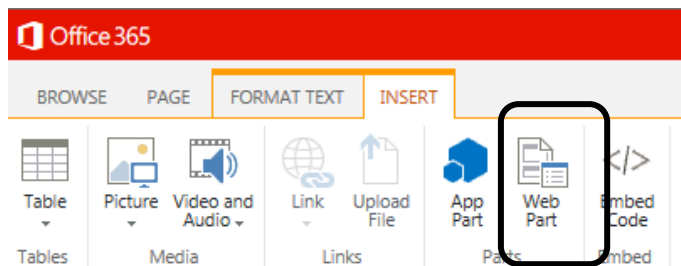 Office 365
BROWSE PAGE FORMAT TEXT INSERT
Table Picture Video and Audio Link Upload File App Part Web Part Embed Code
Tables Media Links Parts Embed